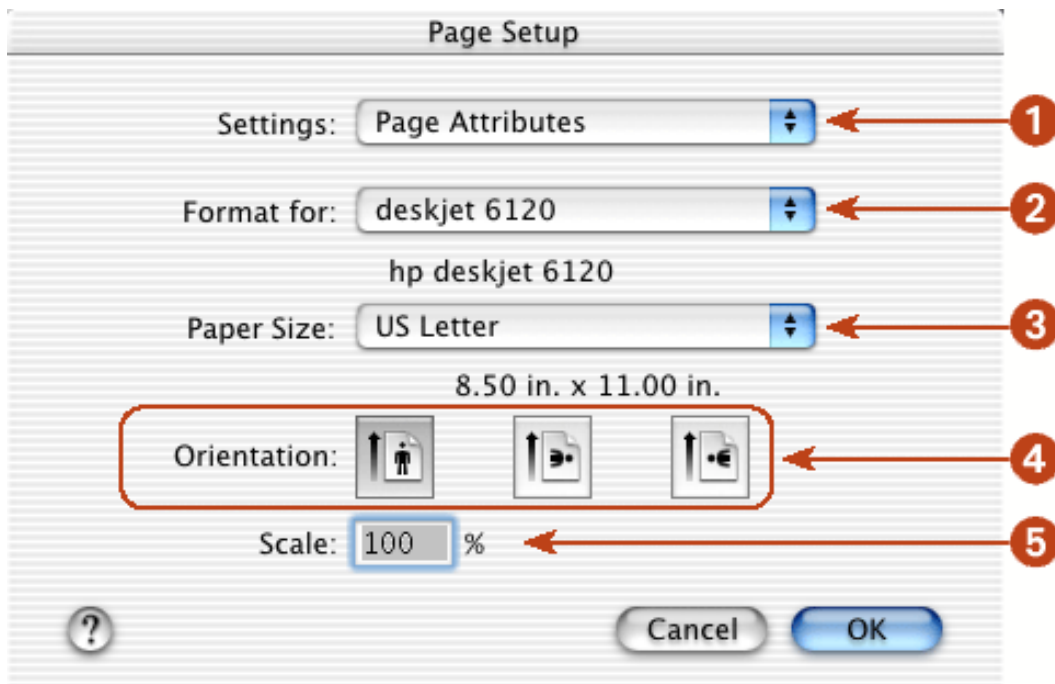 Page Setup
Settings: Page Attributes 1
Format for: deskjet 6120 2
hp deskjet 6120
Paper Size: US Letter 3
8.50 in. x 11.00 in.
Orientation: 4
Scale: 100 % 5
? Cancel OK